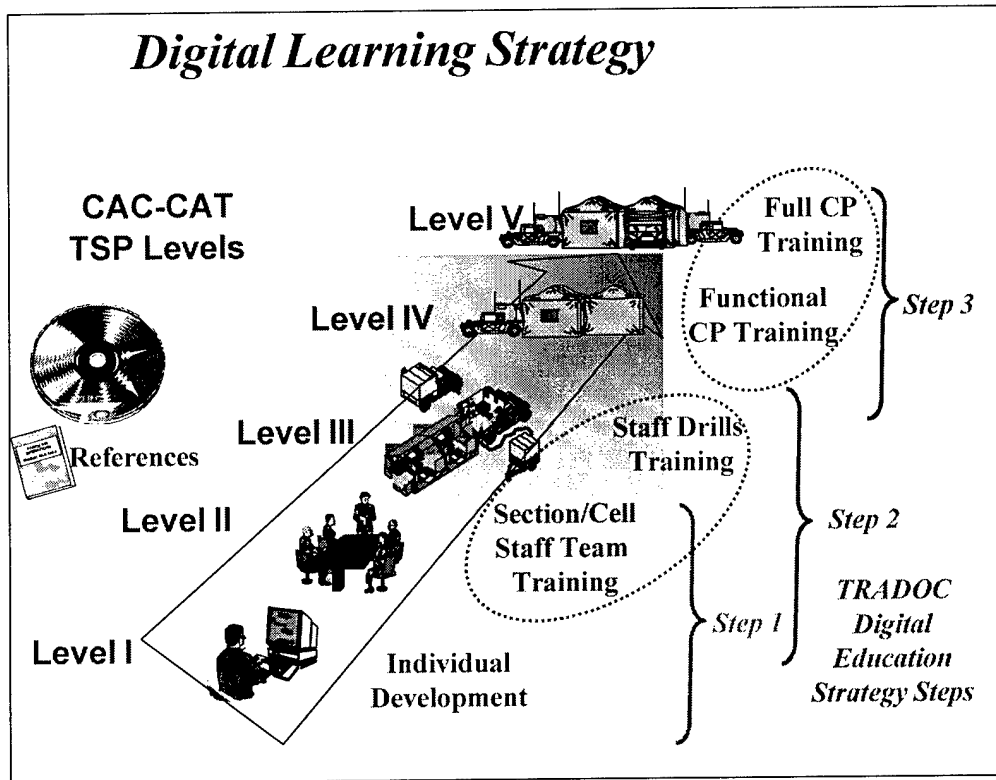 Digital Learning Strategy
CAC-CAT
TSP Levels
References
Level V
Level IV
Level III
Level II
Level I
Full CP
Training
Functional
CP Training
Staff Drills
Training
Section/Cell
Staff Team
Training
Individual
Development
Step 3
Step 2
Step 1
TRADOC
Digital
Education
Strategy Steps